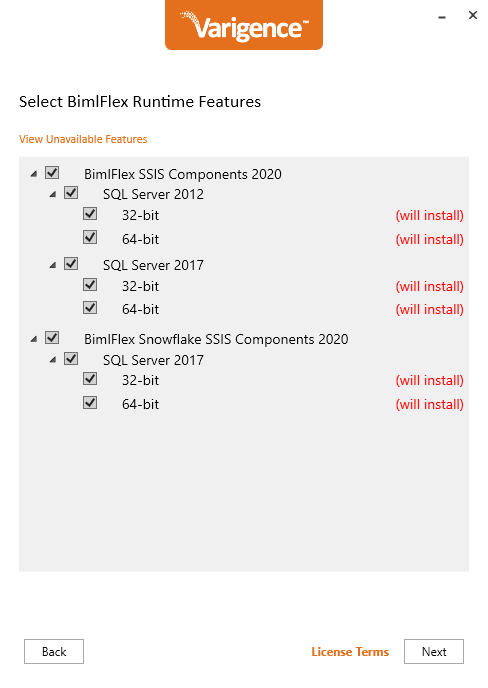 Varigence™
Select BimlFlex Runtime Features
View Unavailable Features
BimlFlex SSIS Components 2020
SQL Server 2012
32-bit (will install)
64-bit (will install)
SQL Server 2017
32-bit (will install)
64-bit (will install)
BimlFlex Snowflake SSIS Components 2020
SQL Server 2017
32-bit (will install)
64-bit (will install)
Back License Terms Next